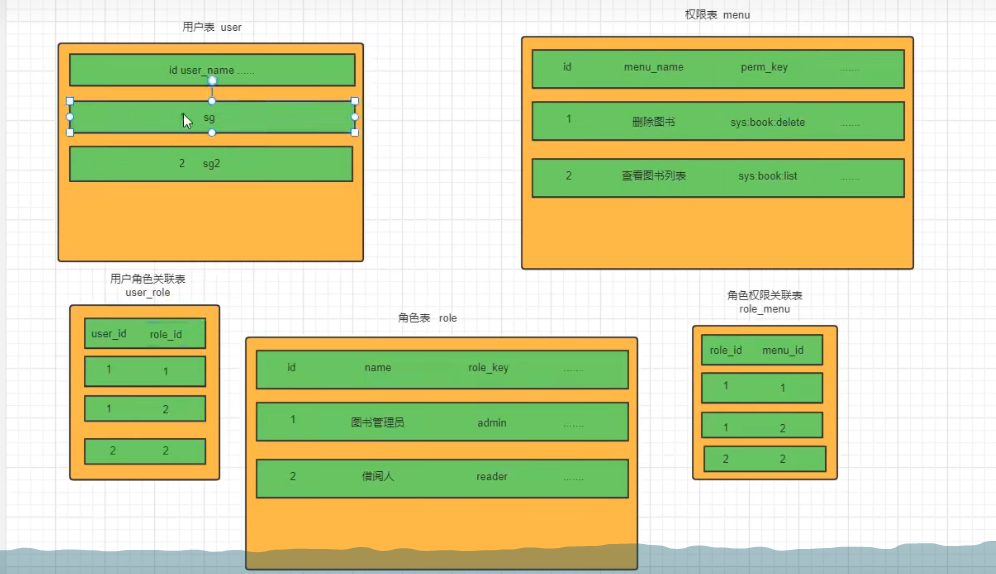 用户表 user
id user_name ......
sg
2 sg2
权限表 menu
id menu_name perm_key .......
1 删除图书 sys:book:delete .......
2 查看图书列表 sys:book:list .......
用户角色关联表
user_role
user_id role_id
1 1
1 2
2 2
角色表 role
id name role_key .......
1 图书管理员 admin .......
2 借阅人 reader .......
角色权限关联表
role_menu
role_id menu_id
1 1
1 2
2 2